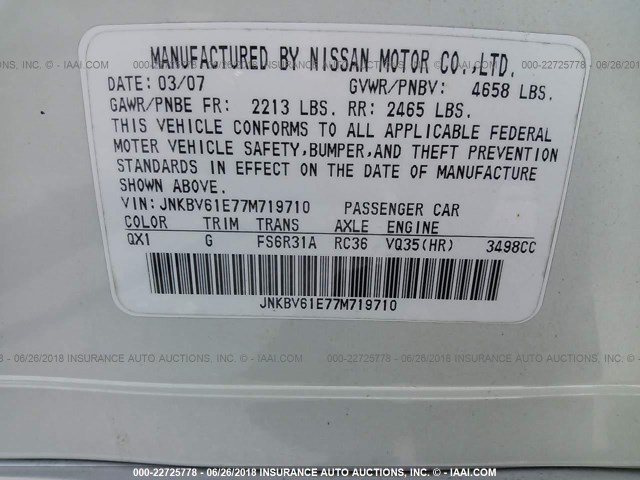 MANUFACTURED BY NISSAN MOTOR CO.,LTD.
DATE: 03/07 GVWR/PNBV: 4658 LBS.
GAWR/PNBE FR: 2213 LBS. RR: 2465 LBS.
THIS VEHICLE CONFORMS TO ALL APPLICABLE FEDERAL
MOTER VEHICLE SAFETY,BUMPER,AND THEFT PREVENTION
STANDARDS IN EFFECT ON THE DATE OF MANUFACTURE
SHOWN ABOVE.
VIN:JNKBV61E77M719710 PASSENGER CAR
COLOR TRIM TRANS AXLE ENGINE
QX1 G FS6R31A RC36 VQ35(HR) 3498CC
JNKBV61E77M719710
000-22725778 - 06/26/2018 INSURANCE AUTO AUCTIONS, INC. © - IAAI.COM